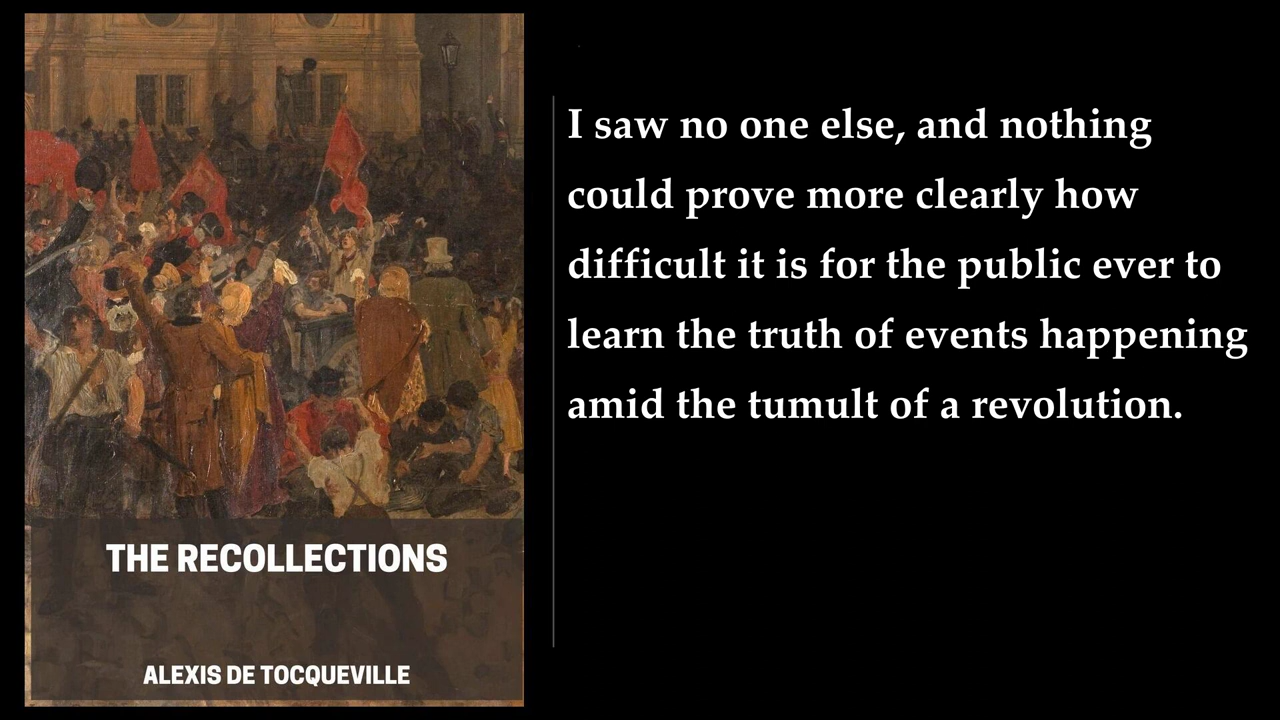 THE RECOLLECTIONS
ALEXIS DE TOCQUEVILLE
I saw no one else, and nothing
could prove more clearly how
difficult it is for the public ever to
learn the truth of events happening
amid the tumult of a revolution.